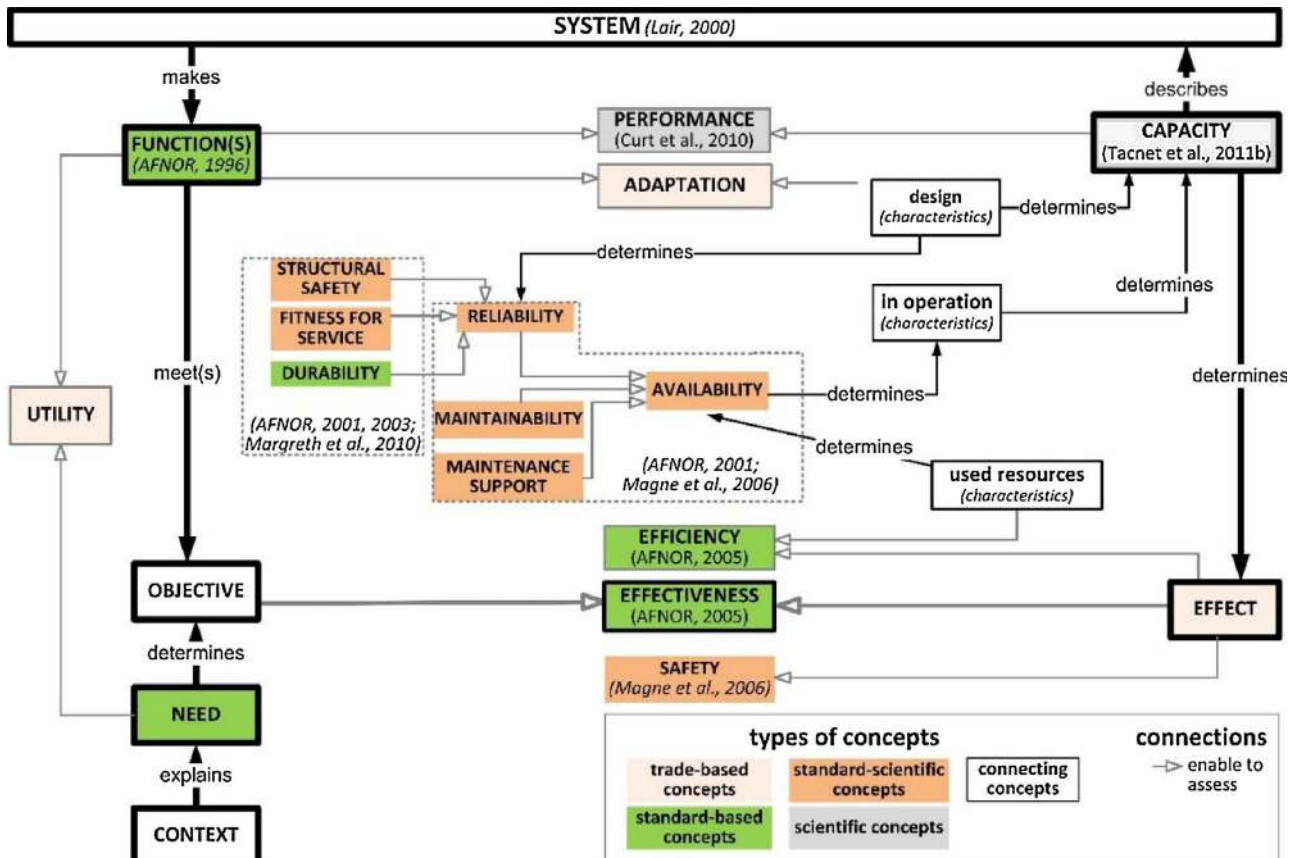 SYSTEM (Lair, 2000)
makes
describes
FUNCTION(S)
(AFNOR, 1996)
PERFORMANCE
(Curt et al., 2010)
CAPACITY
(Tacnet et al., 2011b)
ADAPTATION
design
(characteristics)
determines
determines
STRUCTURAL
SAFETY
FITNESS FOR
SERVICE
DURABILITY
(AFNOR, 2001, 2003;
Margreth et al., 2010)
RELIABILITY
in operation
(characteristics)
determines
meet(s)
UTILITY
AVAILABILITY
determines
determines
MAINTAINABILITY
MAINTENANCE
SUPPORT
(AFNOR, 2001;
Magne et al., 2006)
determines
used resources
(characteristics)
EFFICIENCY
(AFNOR, 2005)
OBJECTIVE
EFFECTIVENESS
(AFNOR, 2005)
EFFECT
determines
SAFETY
(Magne et al., 2006)
NEED
explains
CONTEXT
types of concepts
connections
trade-based
concepts
standard-scientific
concepts
connecting
concepts
enable to
assess
standard-based
concepts
scientific concepts